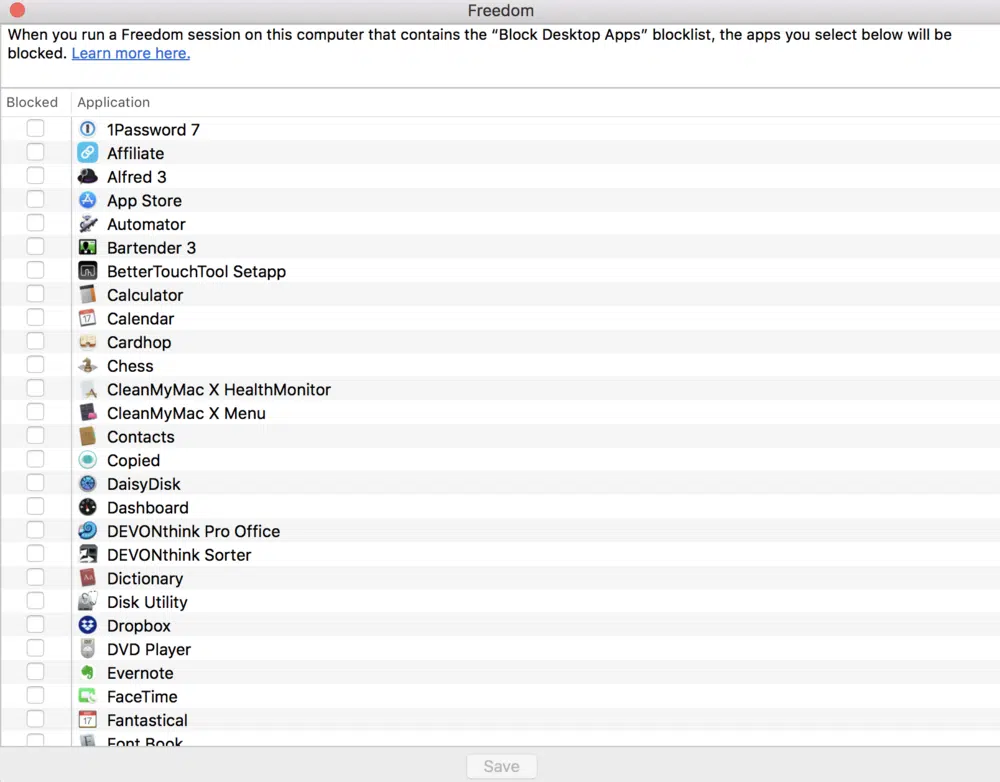 Freedom
When you run a Freedom session on this computer that contains the “Block Desktop Apps” blocklist, the apps you select below will be
blocked. Learn more here.
Blocked Application
1Password 7
Affiliate
Alfred 3
App Store
Automator
Bartender 3
BetterTouchTool Setapp
Calculator
17 Calendar
Cardhop
Chess
CleanMyMac X HealthMonitor
CleanMyMac X Menu
Contacts
Copied
DaisyDisk
Dashboard
DEVONthink Pro Office
DEVONthink Sorter
Aa Dictionary
Disk Utility
Dropbox
DVD Player
Evernote
FaceTime
17 Fantastical
Font Book
Save